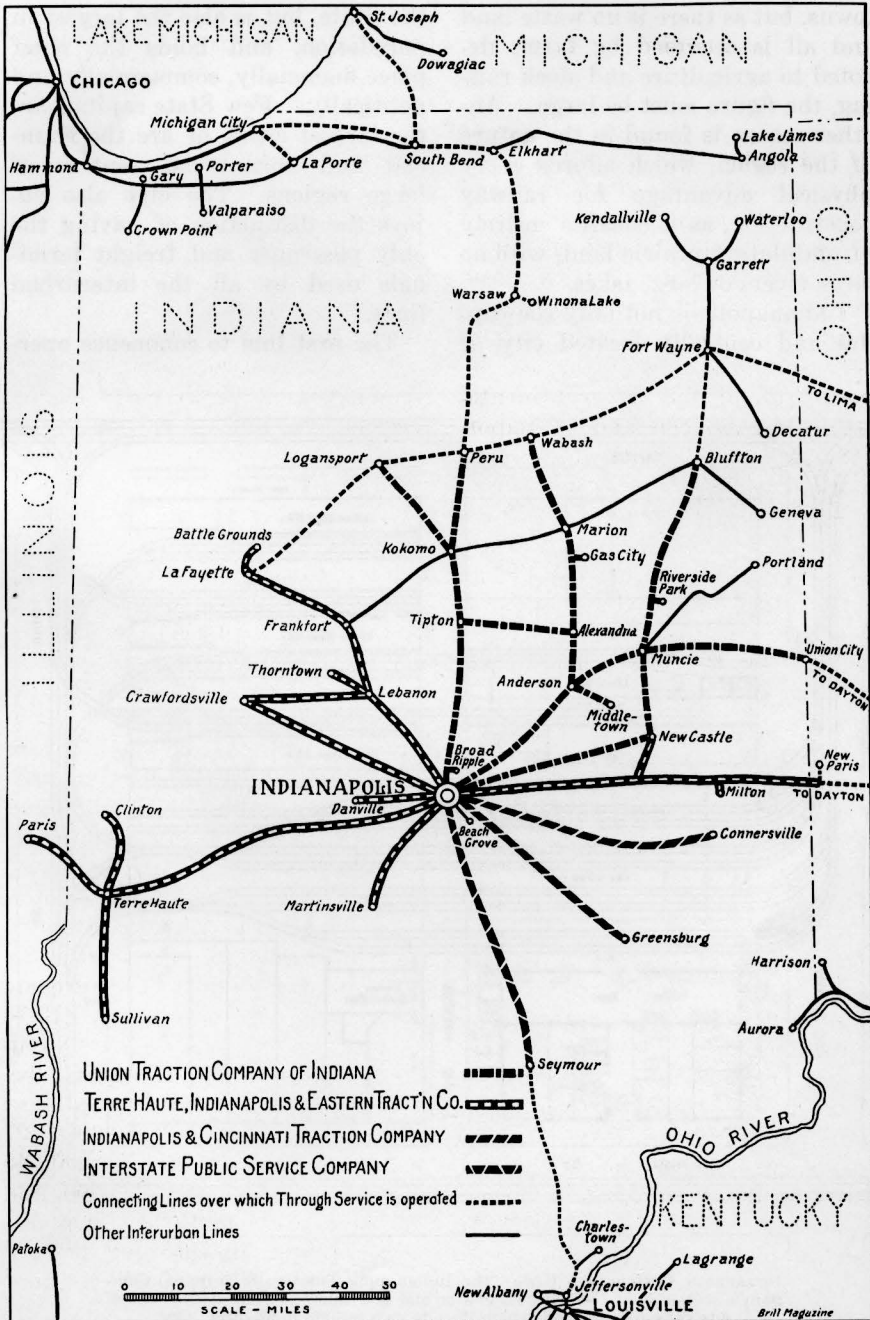 LAKE MICHIGAN
MICHIGAN
St. Joseph
Dowagiac
CHICAGO
Michigan City
Hammond
Gary
Porter
La Porte
South Bend
Elkhart
Lake James
Angola
Valparaiso
Crown Point
Kendallville
Waterloo
Garrett
OHIO
INDIANA
Warsaw
Winona Lake
Fort Wayne
TO LIMA
ILLINOIS
Logansport
Peru
Wabash
Decatur
Bluffton
Geneva
Battle Grounds
La Fayette
Kokomo
Marion
Gas City
Portland
Riverside
Park
Frankfort
Tipton
Alexandria
Muncie
Union City
TO DAYTON
Thorntown
Lebanon
Crawfordsville
Anderson
Middle-
town
New Castle
Broad
Ripple
New
Paris
INDIANAPOLIS
Danville
Milton
TO DAYTON
Clinton
Paris
Beach
Grove
Connersville
Terre Haute
Martinsville
Greensburg
Harrison
Sullivan
Aurora
WABASH RIVER
Seymour
UNION TRACTION COMPANY OF INDIANA
TERRE HAUTE, INDIANAPOLIS & EASTERN TRACT'N CO.
INDIANAPOLIS & CINCINNATI TRACTION COMPANY
INTERSTATE PUBLIC SERVICE COMPANY
Connecting Lines over which Through Service is operated
Other Interurban Lines
OHIO RIVER
KENTUCKY
Patoka
Charles-
town
Lagrange
0 10 20 30 40 50
SCALE - MILES
New Albany
Jeffersonville
LOUISVILLE
Brill Magazine